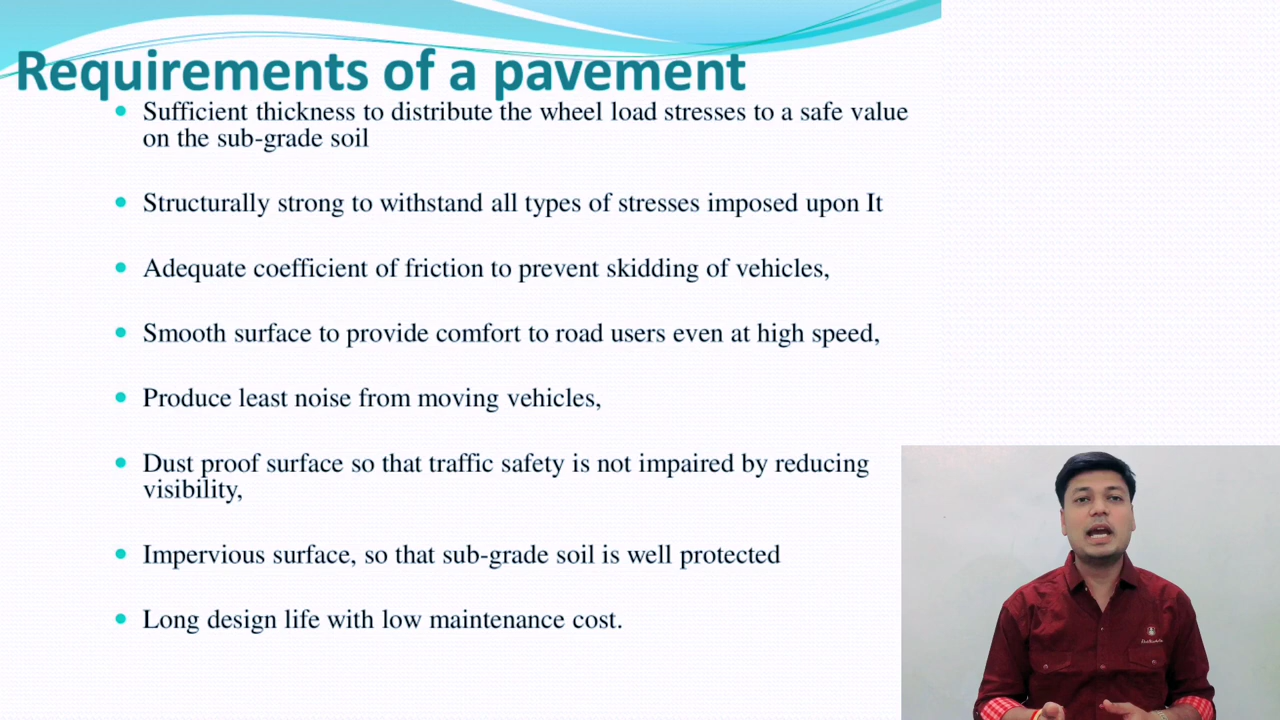 Requirements of a pavement
Sufficient thickness to distribute the wheel load stresses to a safe value
on the sub-grade soil
Structurally strong to withstand all types of stresses imposed upon It
Adequate coefficient of friction to prevent skidding of vehicles,
Smooth surface to provide comfort to road users even at high speed,
Produce least noise from moving vehicles,
Dust proof surface so that traffic safety is not impaired by reducing
visibility,
Impervious surface, so that sub-grade soil is well protected
Long design life with low maintenance cost.